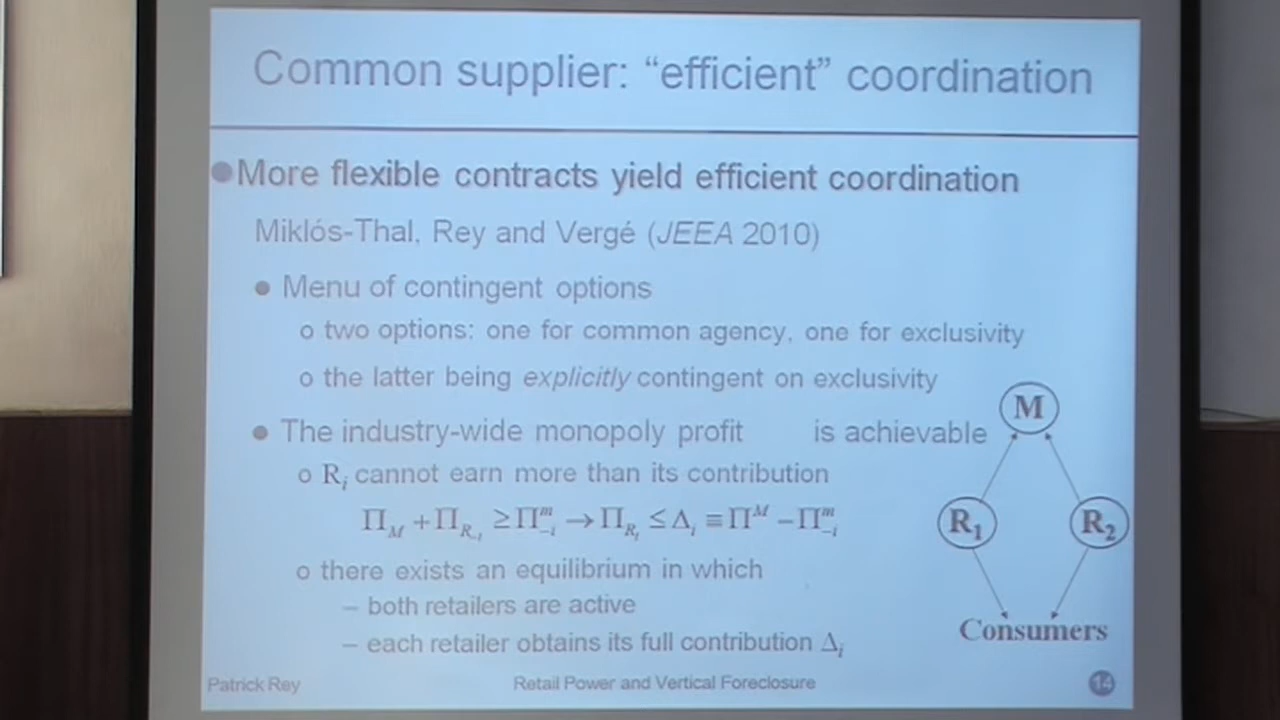 Common supplier: “efficient” coordination
●More flexible contracts yield efficient coordination
Miklós-Thal, Rey and Vergé (JEEA 2010)
● Menu of contingent options
o two options: one for common agency, one for exclusivity
o the latter being explicitly contingent on exclusivity
● The industry-wide monopoly profit is achievable
o Rᵢ cannot earn more than its contribution
Π_M + Π_{R_{-i}} ≥ Π^m_{-i} → Π_{R_i} ≤ Δ_i ≡ Π^M − Π^m_{-i}
o there exists an equilibrium in which
– both retailers are active
– each retailer obtains its full contribution Δᵢ
M
R₁ R₂
Consumers
Patrick Rey Retail Power and Vertical Foreclosure 14